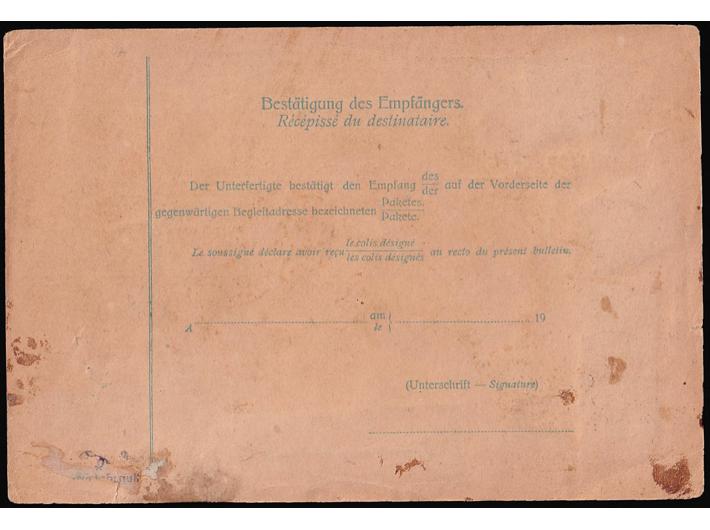 Bestätigung des Empfängers.
Récépissé du destinataire.
Der Unterfertigte bestätigt den Empfang des/der auf der Vorderseite der
gegenwärtigen Begleitadresse bezeichneten Paketes./Pakete.
Le soussigné déclare avoir reçu le colis désigné/les colis désignés au recto du présent bulletin.
A am/le 19
(Unterschrift — Signature)